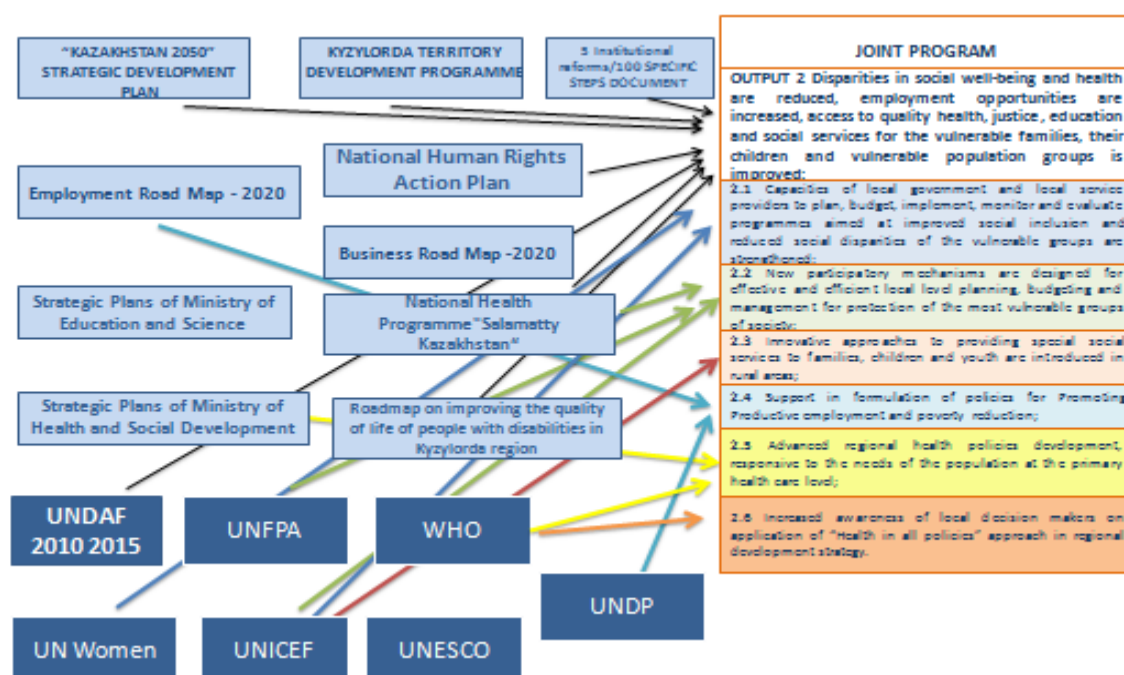 "KAZAKHSTAN 2050"
STRATEGIC DEVELOPMENT
PLAN
KYZYLORDA TERRITORY
DEVELOPMENT PROGRAMME
5 Institutional
reforms/100 SPECIFIC
STEPS DOCUMENT
National Human Rights
Action Plan
Employment Road Map - 2020
Business Road Map -2020
Strategic Plans of Ministry of
Education and Science
National Health
Programme"Salamatty
Kazakhstan"
Strategic Plans of Ministry of
Health and Social Development
Roadmap on improving the quality
of life of people with disabilities in
Kyzylorda region
UNDAF
2010 2015
UNFPA
WHO
UNDP
UN Women
UNICEF
UNESCO
JOINT PROGRAM
OUTPUT 2 Disparities in social well-being and health
are reduced, employment opportunities are
increased, access to quality health, justice, education
and social services for the vulnerable families, their
children and vulnerable population groups is
improved:
2.1 Capacities of local government and local service
providers to plan, budget, implement, monitor and evaluate
programmes aimed at improved social inclusion and
reduced social disparities of the vulnerable groups are
strengthened;
2.2 New participatory mechanisms are designed for
effective and efficient local level planning, budgeting and
management for protection of the most vulnerable groups
of society;
2.3 Innovative approaches to providing special social
services to families, children and youth are introduced in
rural areas;
2.4 Support in formulation of policies for Promoting
Productive employment and poverty reduction;
2.5 Advanced regional health policies development,
responsive to the needs of the population at the primary
health care level;
2.6 Increased awareness of local decision makers on
application of "Health in all policies" approach in regional
development strategy.